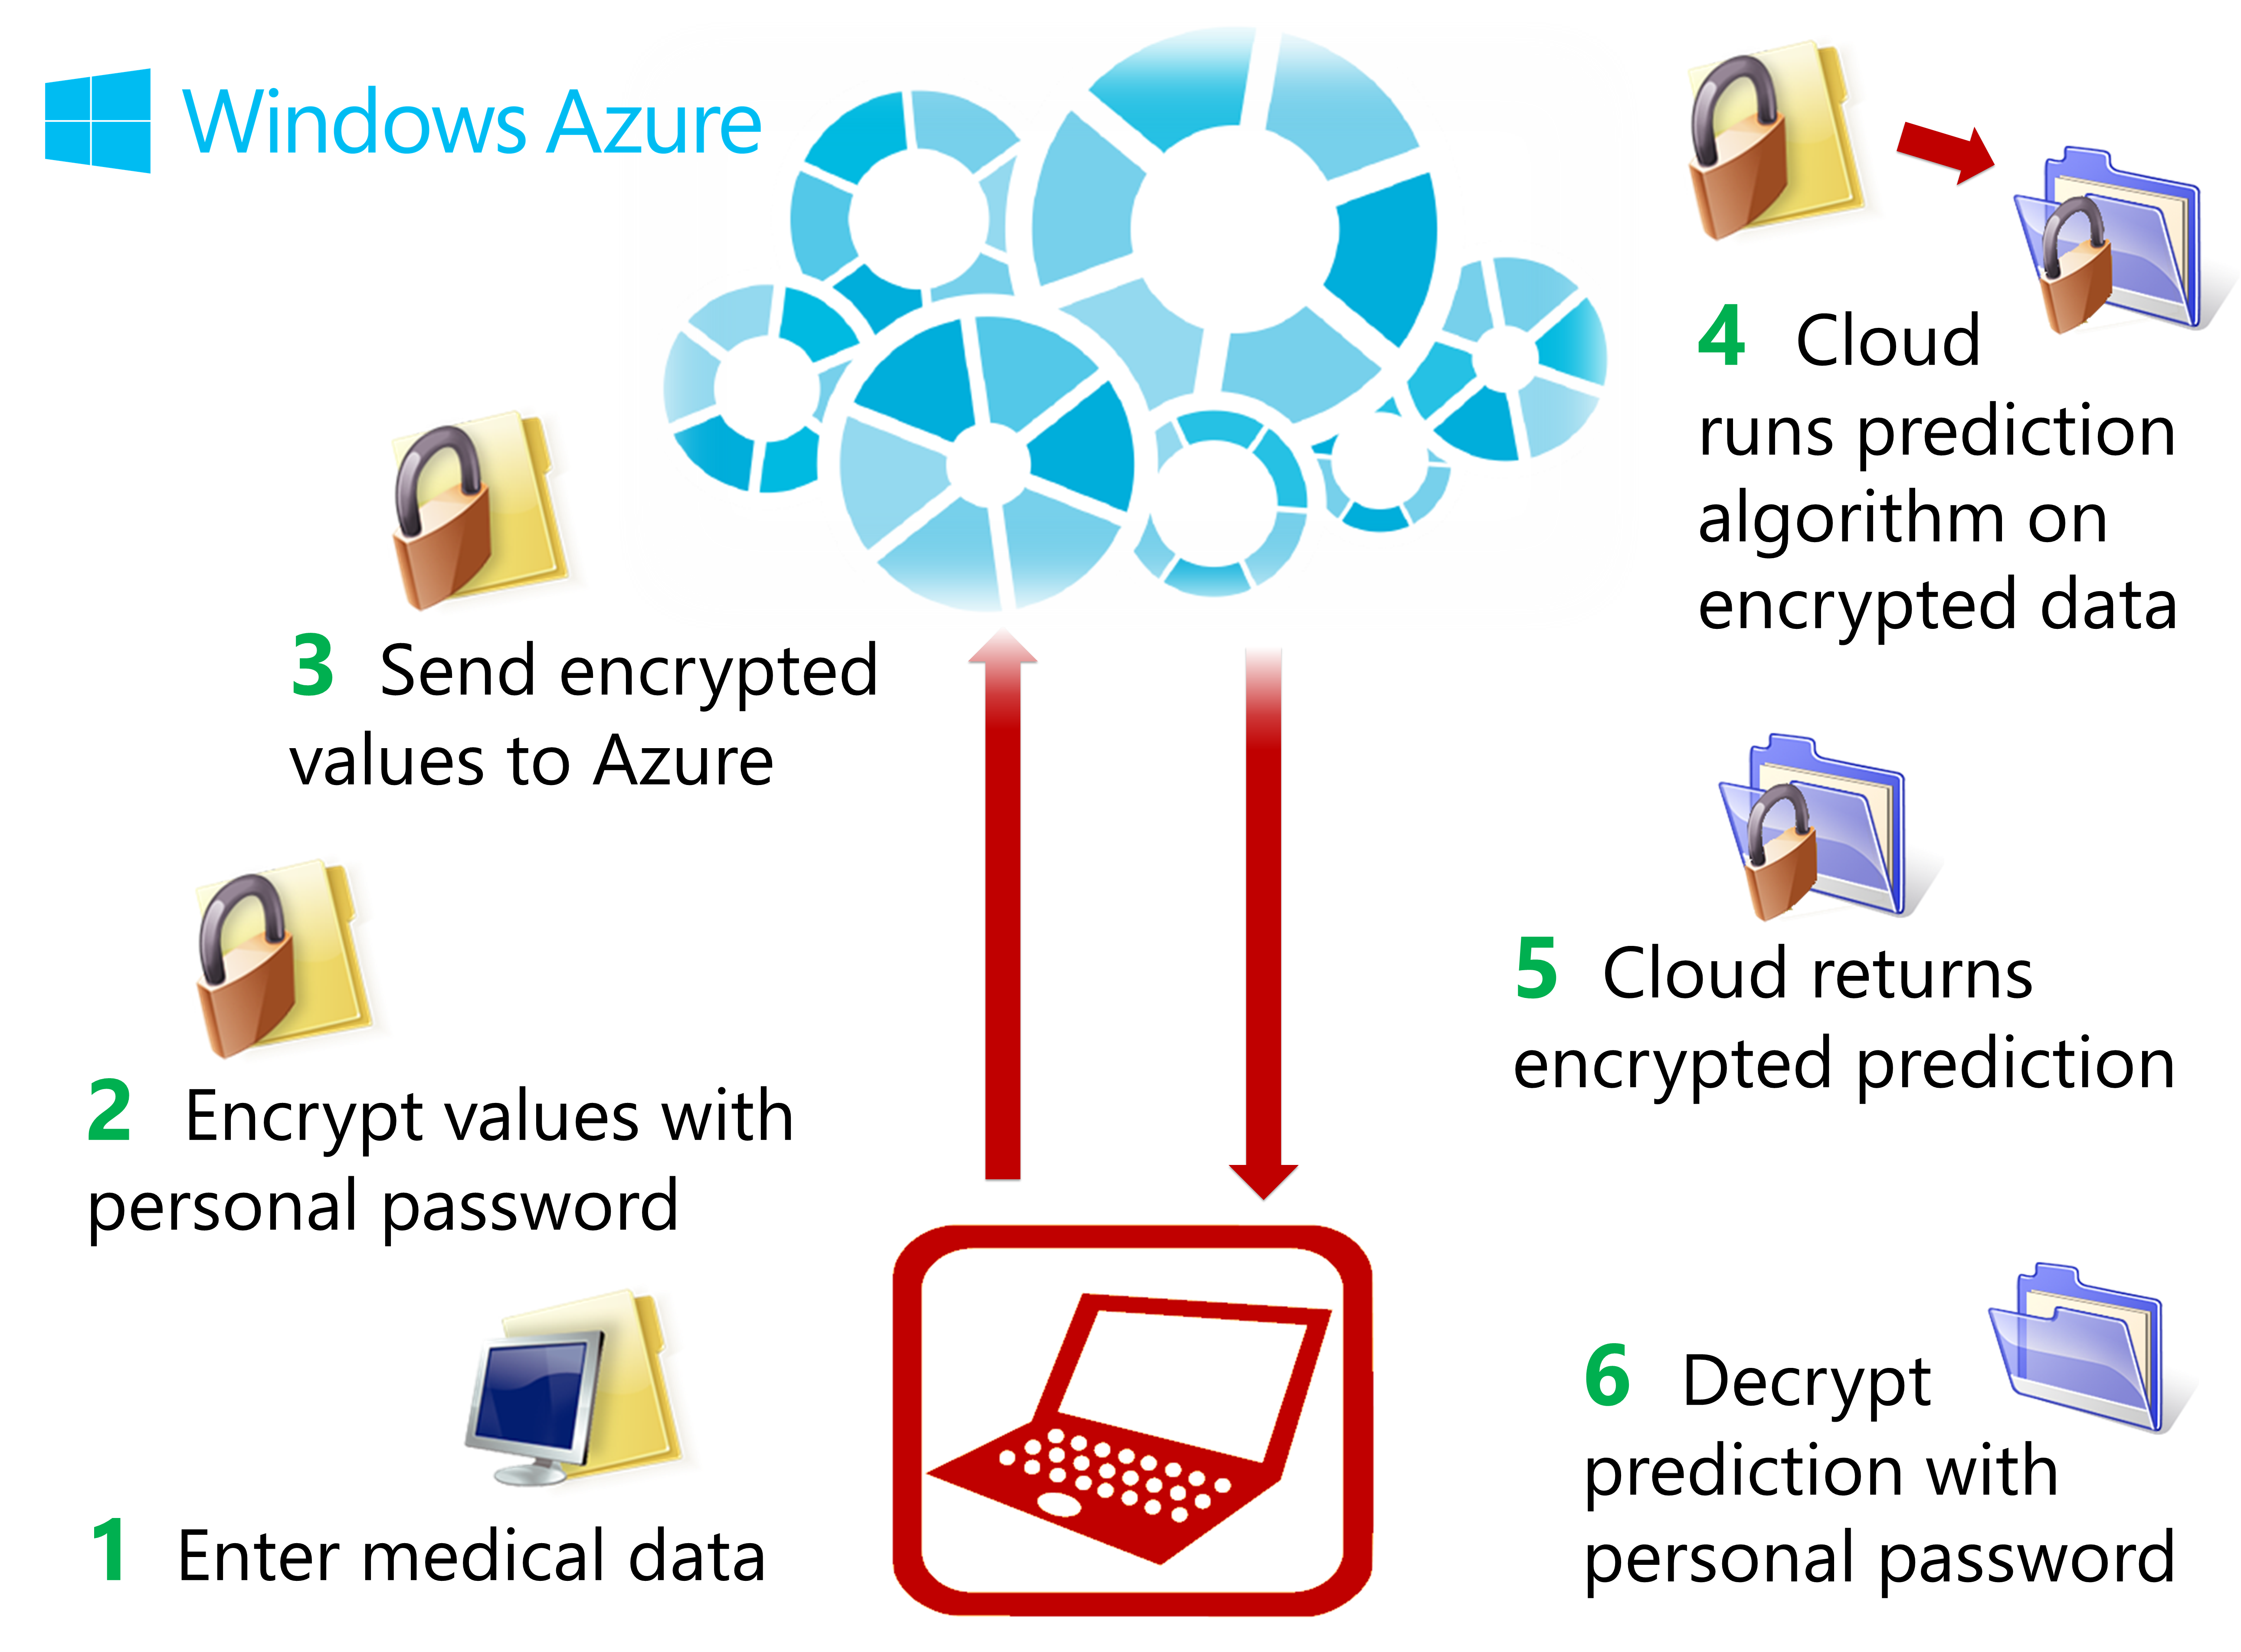 Windows Azure
1 Enter medical data
2 Encrypt values with
personal password
3 Send encrypted
values to Azure
4 Cloud
runs prediction
algorithm on
encrypted data
5 Cloud returns
encrypted prediction
6 Decrypt
prediction with
personal password